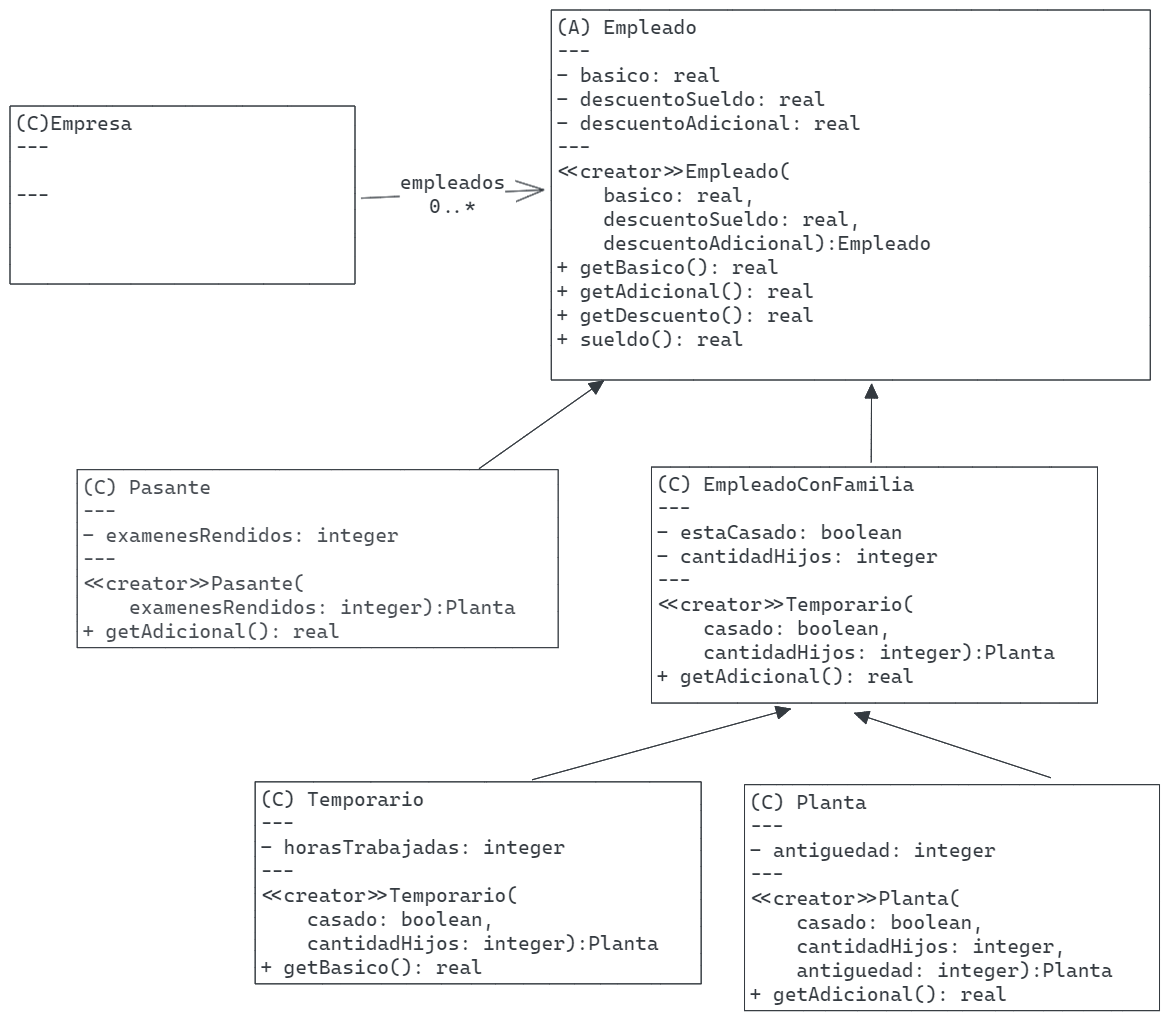 (A) Empleado
---
- basico: real
- descuentoSueldo: real
- descuentoAdicional: real
---
<<creator>>Empleado(
basico: real,
descuentoSueldo: real,
descuentoAdicional):Empleado
+ getBasico(): real
+ getAdicional(): real
+ getDescuento(): real
+ sueldo(): real
(C)Empresa
---
---
empleados
0..*
(C) Pasante
---
- examenesRendidos: integer
---
<<creator>>Pasante(
examenesRendidos: integer):Planta
+ getAdicional(): real
(C) EmpleadoConFamilia
---
- estaCasado: boolean
- cantidadHijos: integer
---
<<creator>>Temporario(
casado: boolean,
cantidadHijos: integer):Planta
+ getAdicional(): real
(C) Temporario
---
- horasTrabajadas: integer
---
<<creator>>Temporario(
casado: boolean,
cantidadHijos: integer):Planta
+ getBasico(): real
(C) Planta
---
- antiguedad: integer
---
<<creator>>Planta(
casado: boolean,
cantidadHijos: integer,
antiguedad: integer):Planta
+ getAdicional(): real